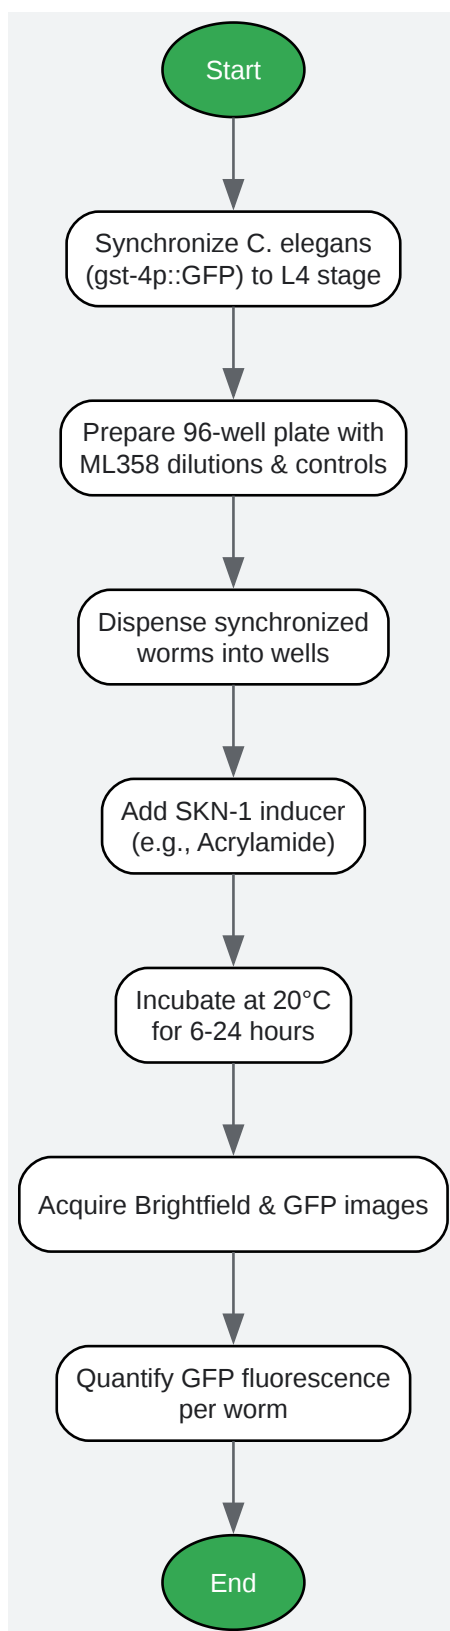 Start
Synchronize C. elegans
(gst-4p::GFP) to L4 stage
Prepare 96-well plate with
ML358 dilutions & controls
Dispense synchronized
worms into wells
Add SKN-1 inducer
(e.g., Acrylamide)
Incubate at 20°C
for 6-24 hours
Acquire Brightfield & GFP images
Quantify GFP fluorescence
per worm
End